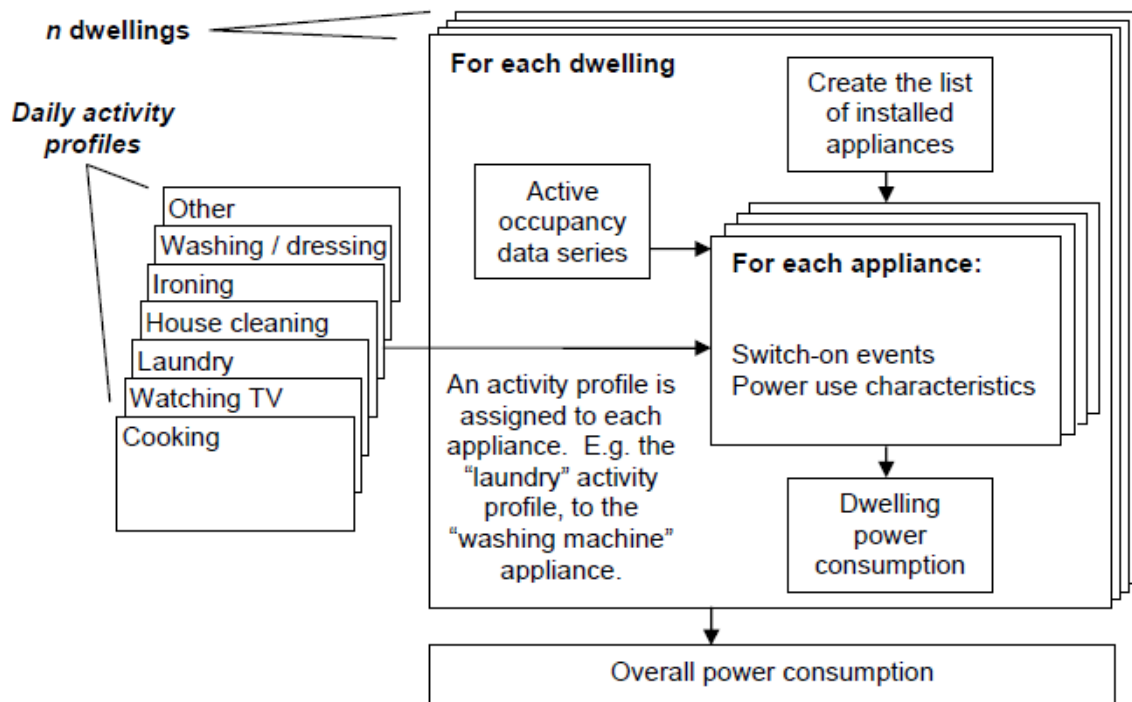 n dwellings
Daily activity
profiles
Other
Washing / dressing
Ironing
House cleaning
Laundry
Watching TV
Cooking
For each dwelling
Create the list
of installed
appliances
Active
occupancy
data series
For each appliance:
Switch-on events
Power use characteristics
An activity profile is
assigned to each
appliance. E.g. the
“laundry” activity
profile, to the
“washing machine”
appliance.
Dwelling
power
consumption
Overall power consumption